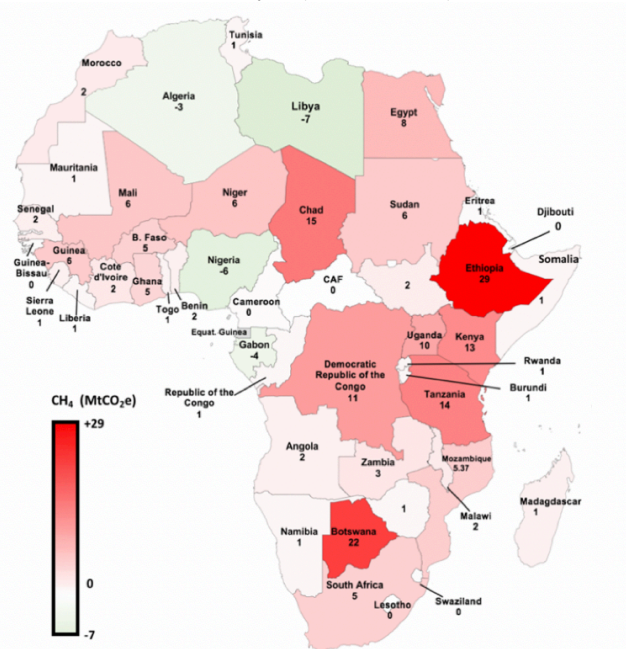 Tunisia
1
Morocco
2
Algeria
-3
Libya
-7
Egypt
8
Mauritania
1
Mali
6
Niger
6
Chad
15
Sudan
6
Eritrea
1
Djibouti
0
Senegal
2
Guinea-
Bissau
0
Guinea
6
B. Faso
5
Cote
d'Ivoire
2
Ghana
5
Nigeria
-6
Sierra
Leone
1
Liberia
1
Togo
1
Benin
2
Cameroon
0
CAF
0
2
Ethiopia
29
Somalia
1
Equat. Guinea
Gabon
-4
Republic of the
Congo
1
Democratic
Republic of the
Congo
11
Uganda
10
Kenya
13
Rwanda
1
Burundi
1
Tanzania
14
CH₄ (MtCO₂e)
+29
0
-7
Angola
2
Zambia
3
Mozambique
5.37
Malawi
2
Madagascar
1
Namibia
1
Botswana
22
1
South Africa
5
Lesotho
0
Swaziland
0